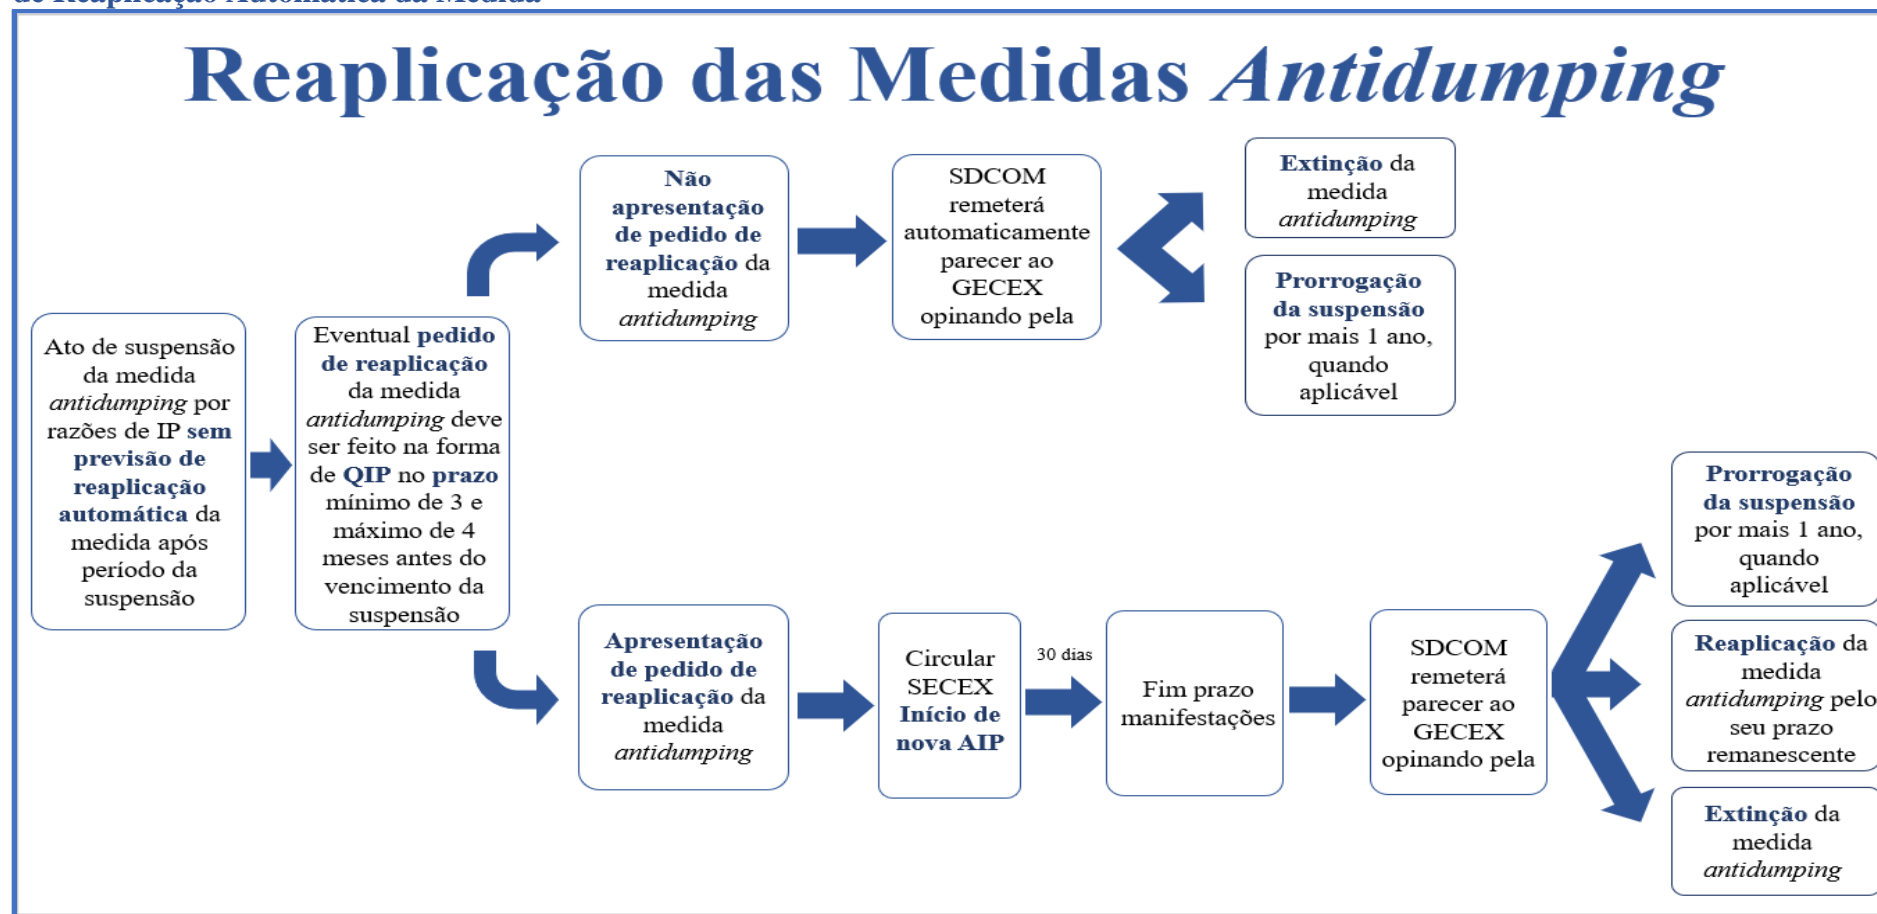 de Reaplicação Automática da Medida
Reaplicação das Medidas Antidumping
Ato de suspensão
da medida
antidumping por
razões de IP sem
previsão de
reaplicação
automática da
medida após
período da
suspensão
Eventual pedido
de reaplicação
da medida
antidumping deve
ser feito na forma
de QIP no prazo
mínimo de 3 e
máximo de 4
meses antes do
vencimento da
suspensão
Não
apresentação
de pedido de
reaplicação da
medida
antidumping
SDCOM
remeterá
automaticamente
parecer ao
GECEX
opinando pela
Extinção da
medida
antidumping
Prorrogação
da suspensão
por mais 1 ano,
quando
aplicável
Apresentação
de pedido de
reaplicação da
medida
antidumping
Circular
SECEX
Início de
nova AIP
30 dias
Fim prazo
manifestações
SDCOM
remeterá
parecer ao
GECEX
opinando pela
Prorrogação
da suspensão
por mais 1 ano,
quando
aplicável
Reaplicação da
medida
antidumping pelo
seu prazo
remanescente
Extinção da
medida
antidumping